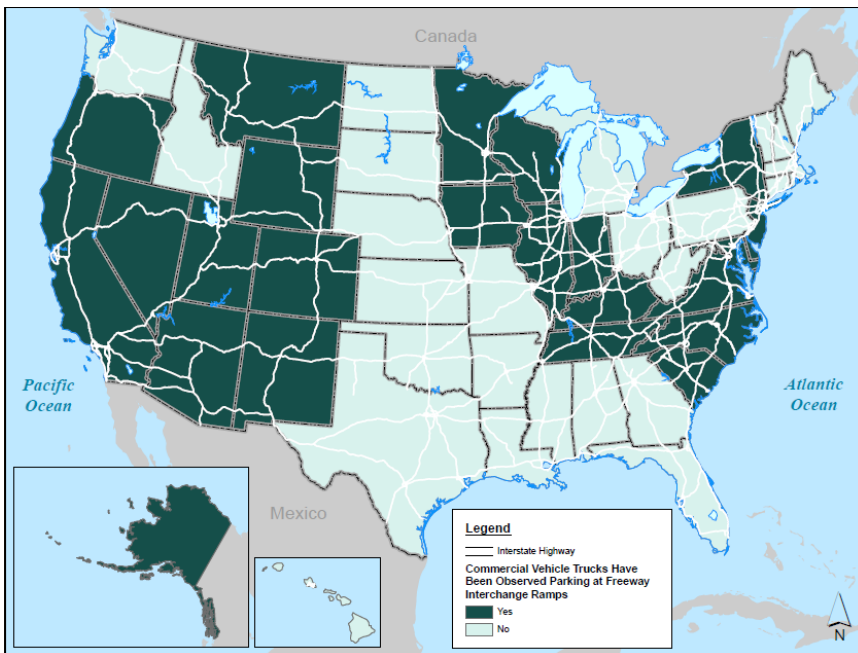 Canada
Pacific
Ocean
Atlantic
Ocean
Mexico
Legend
Interstate Highway
Commercial Vehicle Trucks Have
Been Observed Parking at Freeway
Interchange Ramps
Yes
No
N